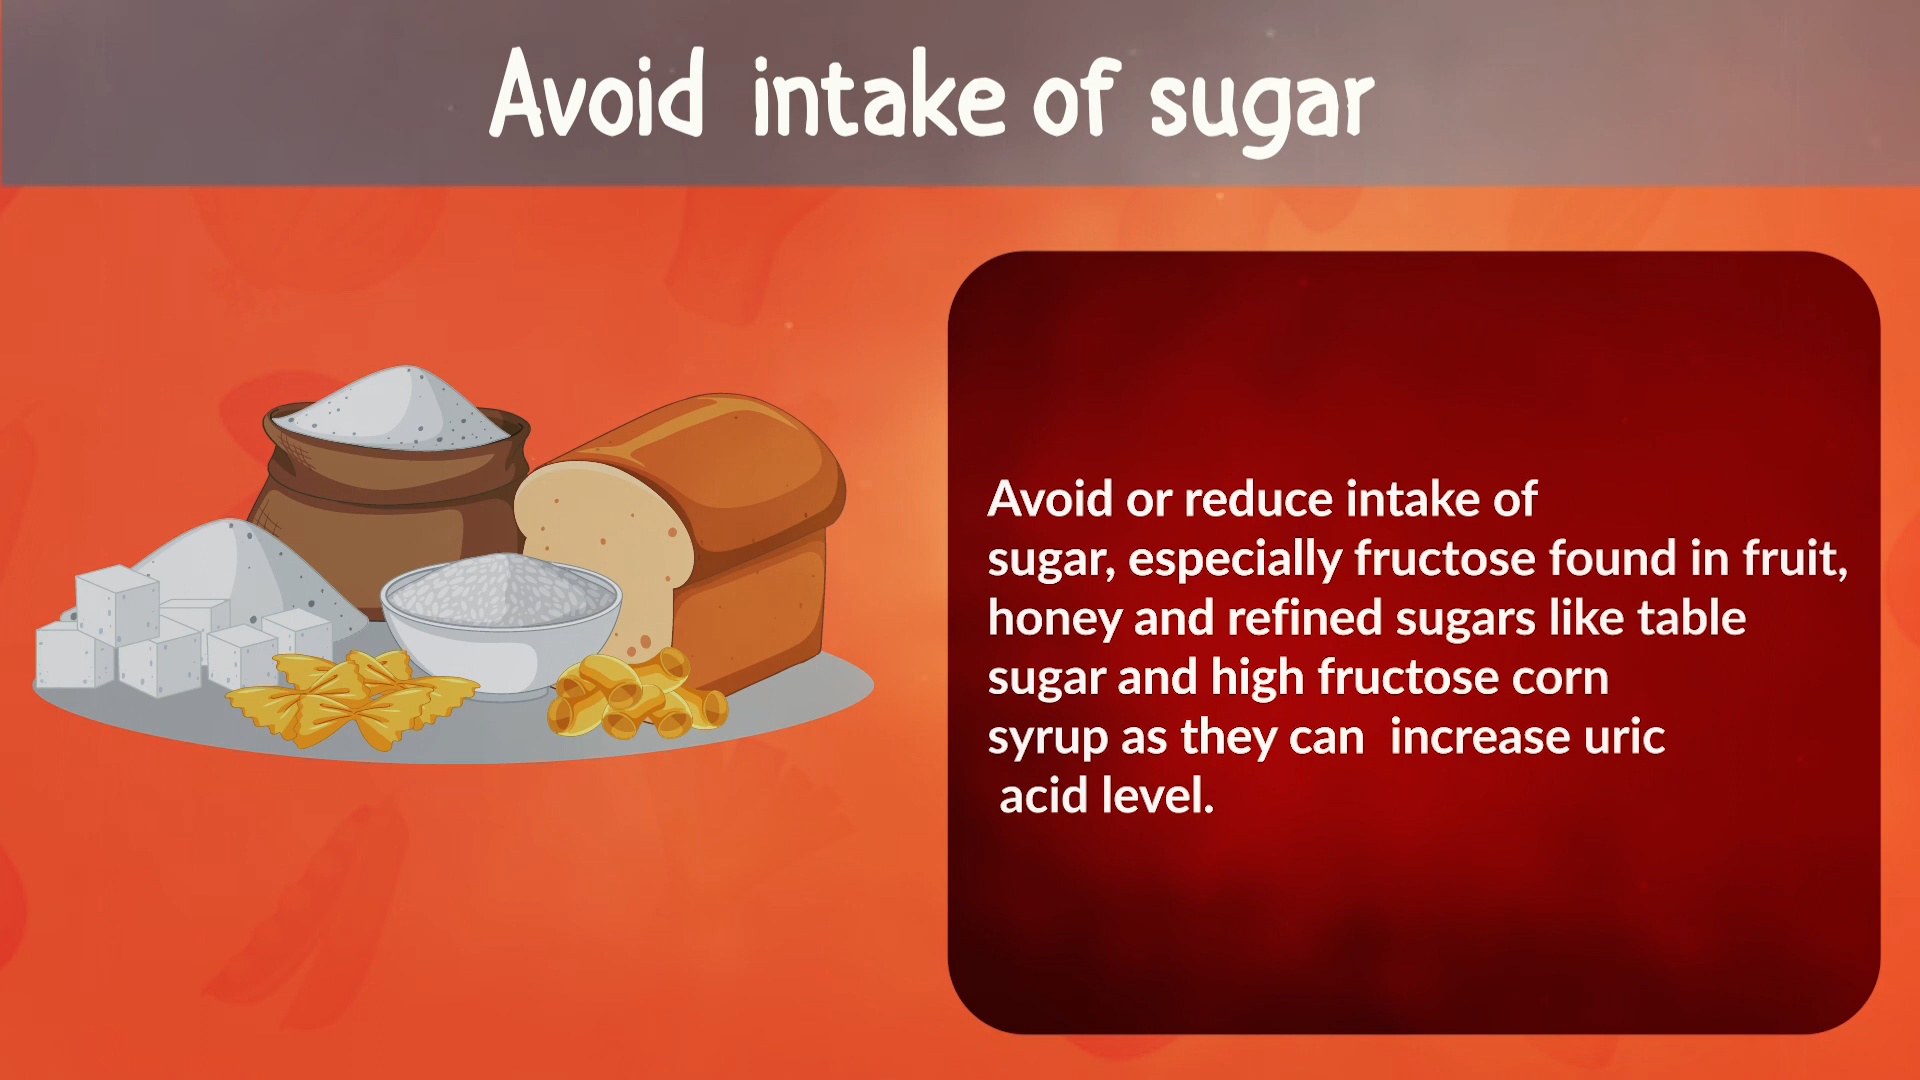 Avoid  intake of sugar
Avoid or reduce intake of
sugar, especially fructose found in fruit,
honey and refined sugars like table
sugar and high fructose corn
syrup as they can  increase uric
acid level.